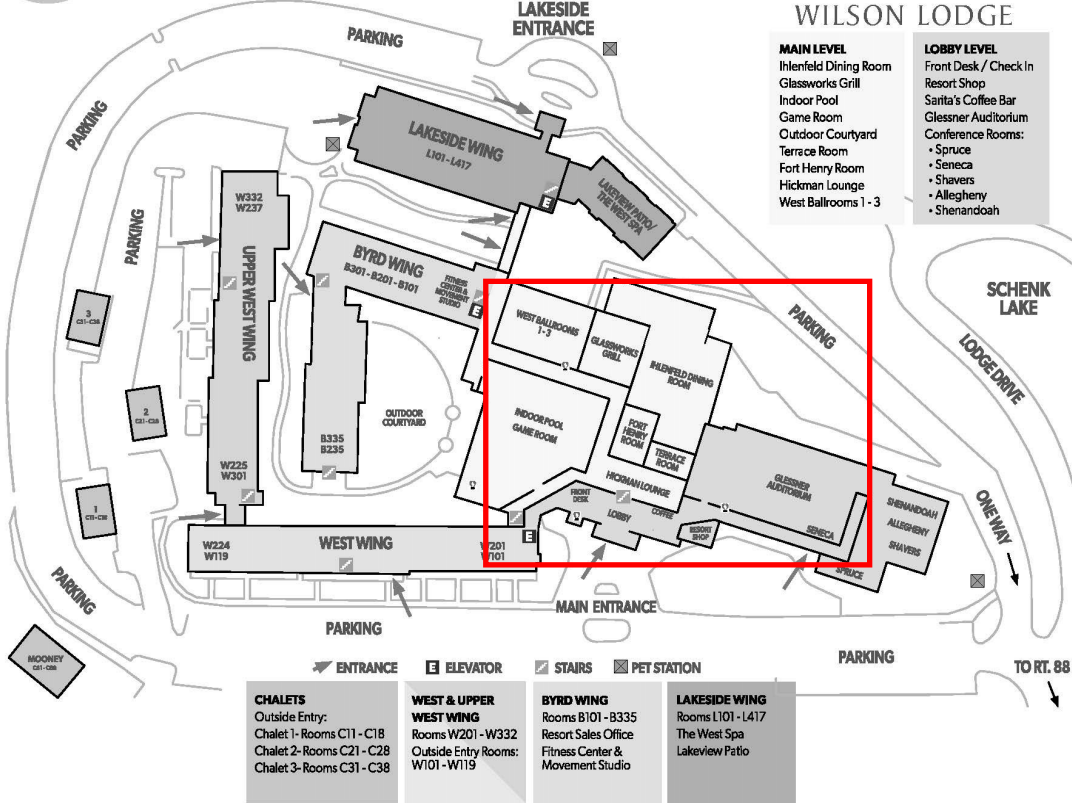 LAKESIDE
ENTRANCE
WILSON LODGE
MAIN LEVEL
Ihlenfeld Dining Room
Glassworks Grill
Indoor Pool
Game Room
Outdoor Courtyard
Terrace Room
Fort Henry Room
Hickman Lounge
West Ballrooms 1 - 3
LOBBY LEVEL
Front Desk / Check In
Resort Shop
Sarita's Coffee Bar
Glessner Auditorium
Conference Rooms:
• Spruce
• Seneca
• Shavers
• Allegheny
• Shenandoah
PARKING
PARKING
PARKING
PARKING
LAKESIDE WING
L101 - L417
LAKEVIEW PATIO/
THE WEST SPA
E
W332
W237
UPPER WEST WING
W225
W301
BYRD WING
B301 - B201 - B101
FITNESS
CENTER &
MOVEMENT
STUDIO
E
B335
B235
OUTDOOR
COURTYARD
WEST BALLROOMS
1-3
GLASSWORKS
GRILL
IHLENFELD DINING
ROOM
INDOOR POOL
GAME ROOM
FORT
HENRY
ROOM
TERRACE
ROOM
HICKMAN LOUNGE
FRONT
DESK
LOBBY
COFFEE
RESORT
SHOP
GLESSNER
AUDITORIUM
SENECA
SHENANDOAH
ALLEGHENY
SHAVERS
SPRUCE
PARKING
SCHENK
LAKE
LODGE DRIVE
ONE WAY
3
C31-C38
2
C21-C28
1
C11-C18
MOONEY
W224
W119
WEST WING
W201
W101
E
MAIN ENTRANCE
PARKING
PARKING
TO RT. 88
ENTRANCE
E ELEVATOR
STAIRS
PET STATION
CHALETS
Outside Entry:
Chalet 1- Rooms C11 - C18
Chalet 2- Rooms C21 - C28
Chalet 3- Rooms C31 - C38
WEST & UPPER
WEST WING
Rooms W201 - W332
Outside Entry Rooms:
W101 - W119
BYRD WING
Rooms B101 - B335
Resort Sales Office
Fitness Center &
Movement Studio
LAKESIDE WING
Rooms L101 - L417
The West Spa
Lakeview Patio